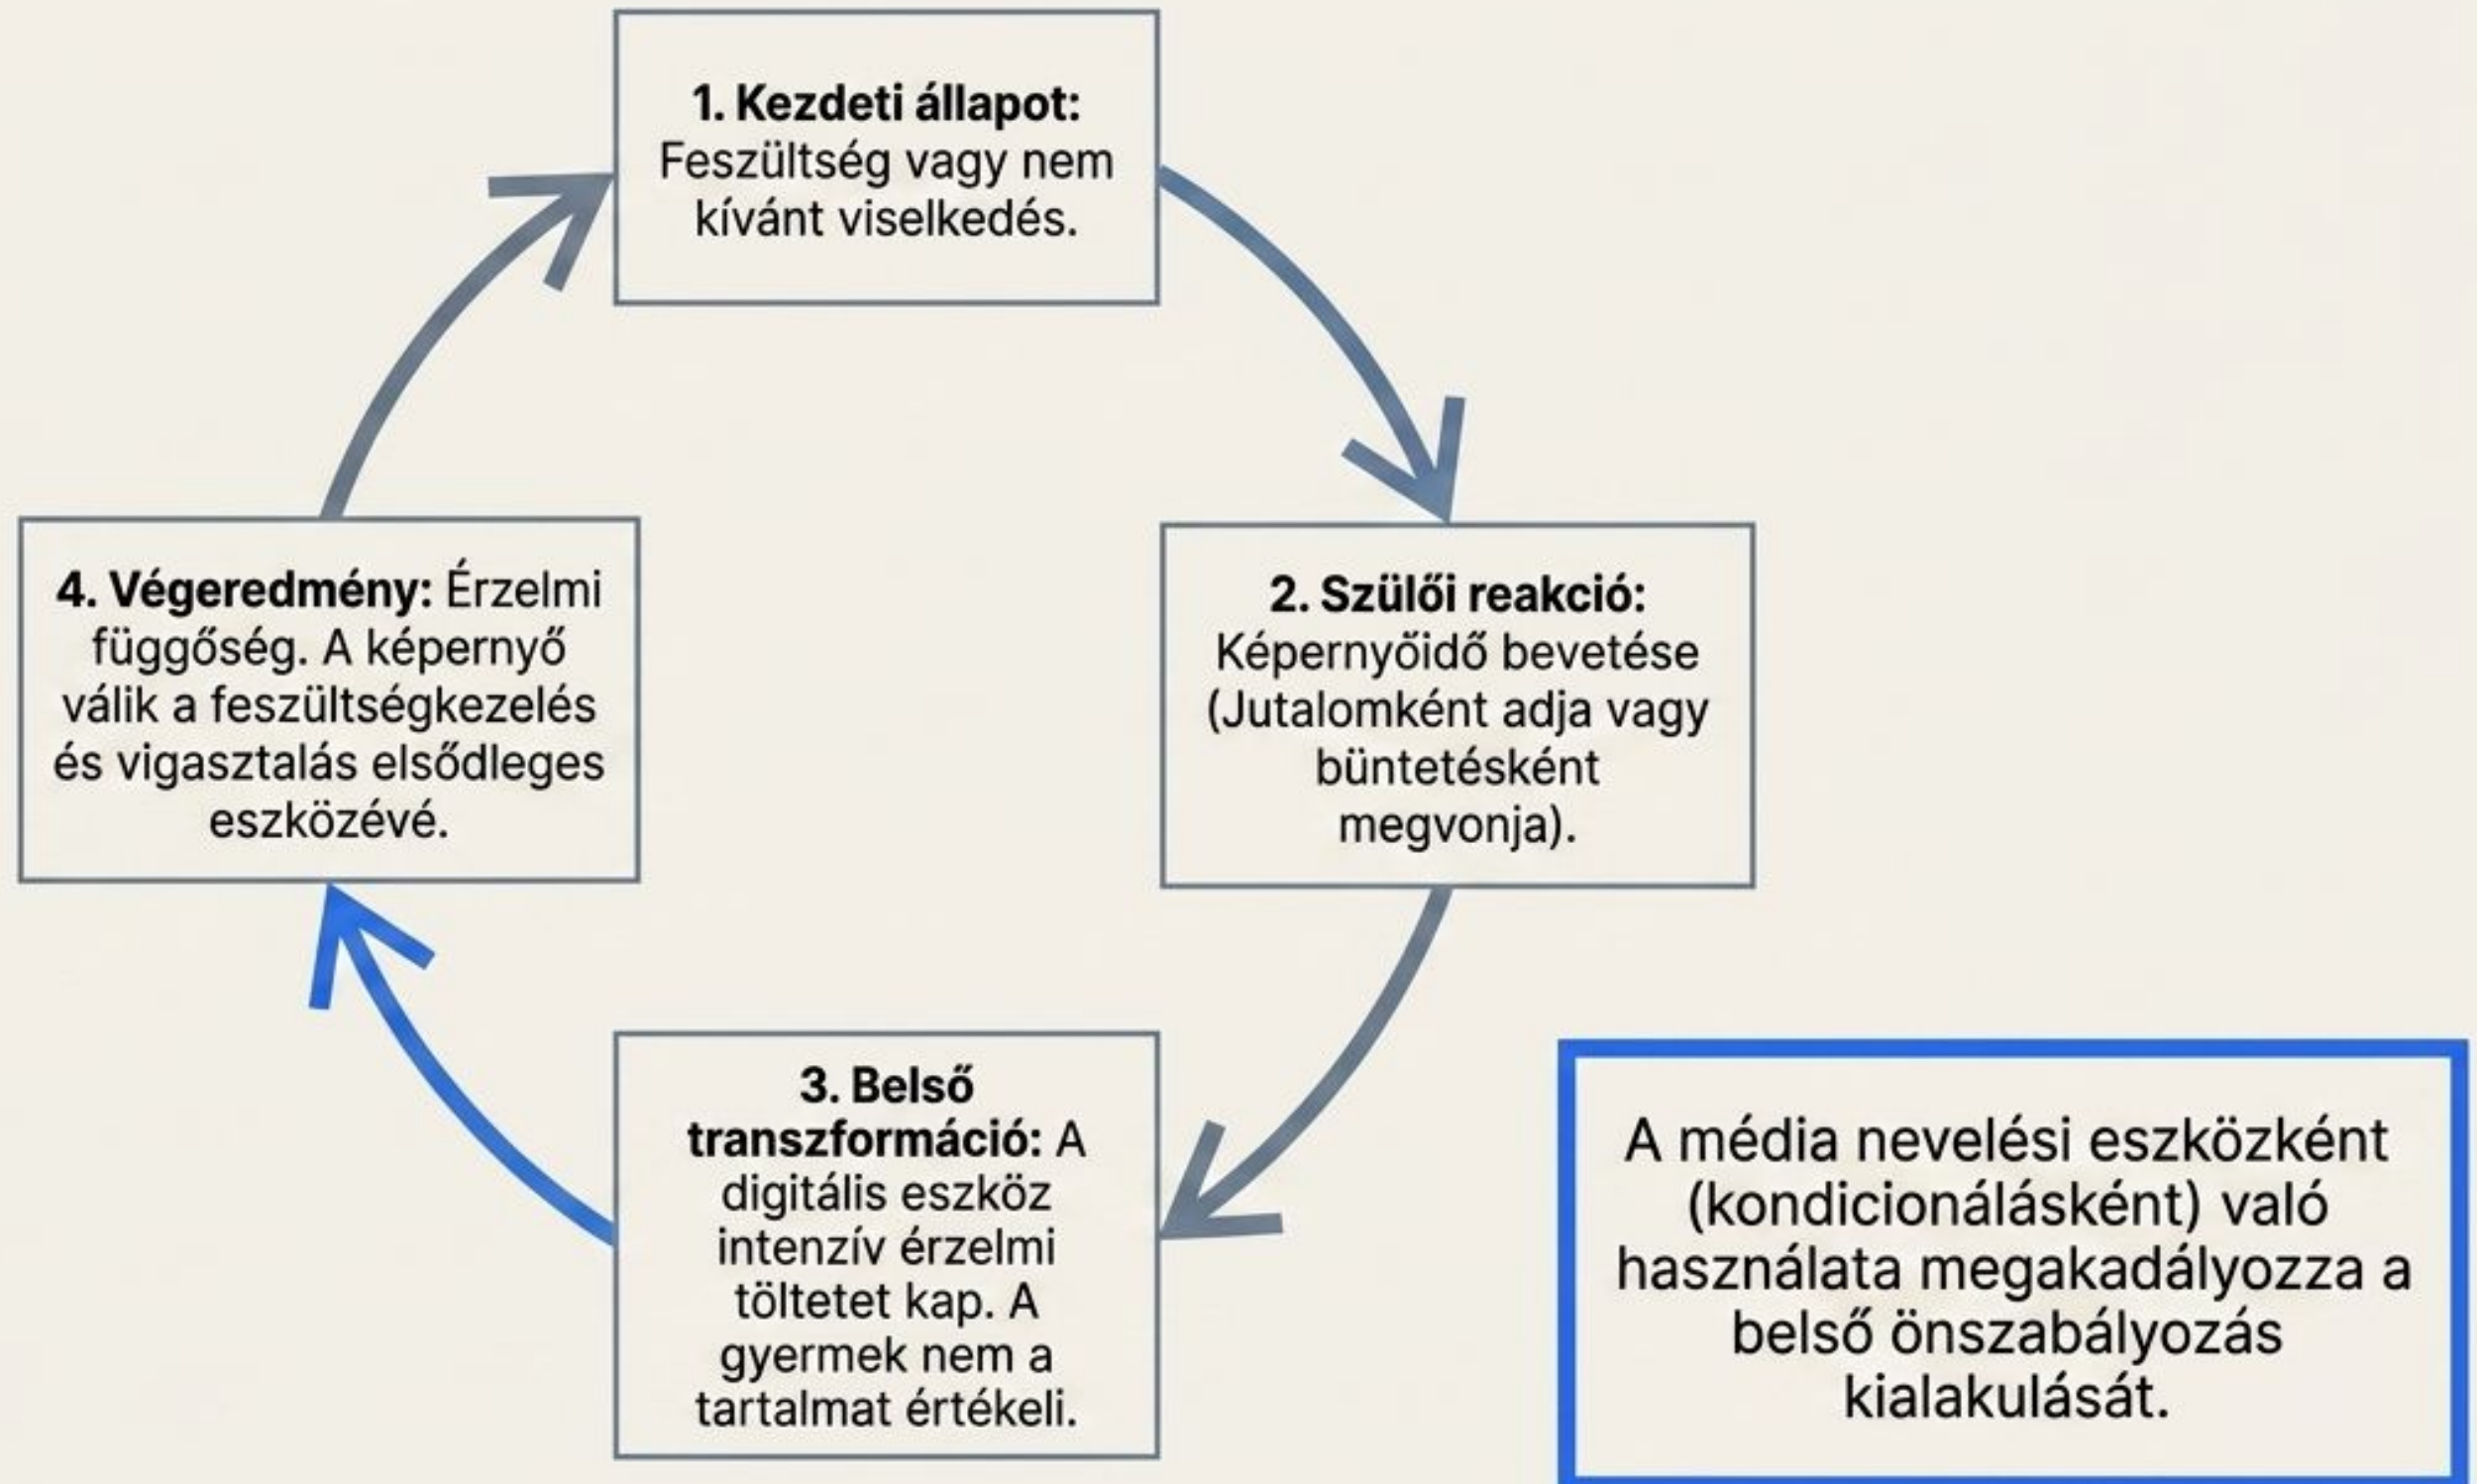 1. Kezdeti állapot:
Feszültség vagy nem
kívánt viselkedés.
2. Szülői reakció:
Képernyőidő bevetése
(Jutalomként adja vagy
büntetésként
megvonja).
3. Belső
transzformáció: A
digitális eszköz
intenzív érzelmi
töltetet kap. A
gyermek nem a
tartalmat értékeli.
4. Végeredmény: Érzelmi
függőség. A képernyő
válik a feszültségkezelés
és vigasztalás elsődleges
eszközévé.
A média nevelési eszközként
(kondicionálásként) való
használata megakadályozza a
belső önszabályozás
kialakulását.